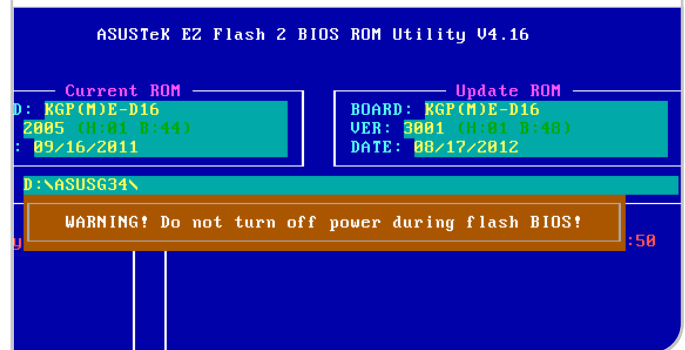 ASUSTeK EZ Flash 2 BIOS ROM Utility V4.16
Current ROM
Update ROM
D: KGP(M)E-D16
BOARD: KGP(M)E-D16
2005 (H:01 B:44)
VER: 3001 (H:01 B:48)
: 09/16/2011
DATE: 08/17/2012
D:\ASUSG34\
WARNING! Do not turn off power during flash BIOS!
y
:50